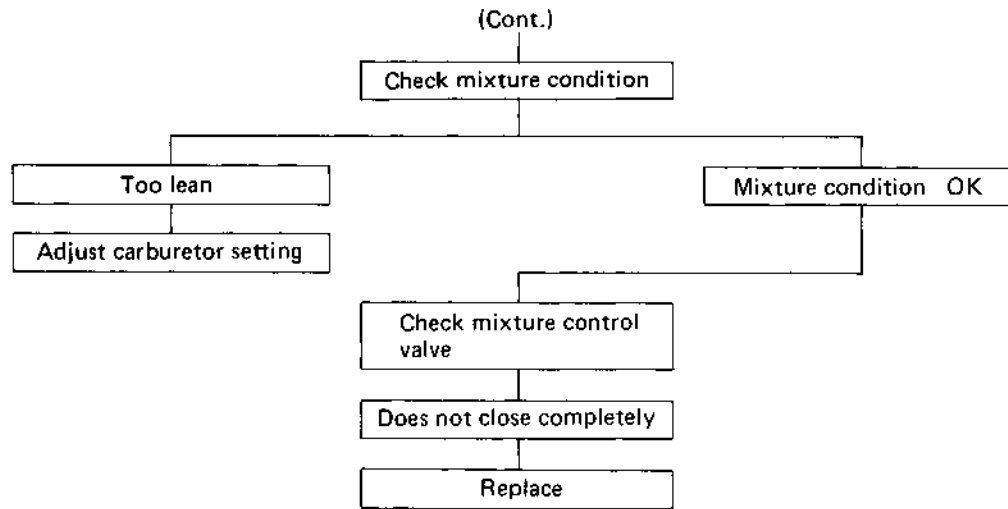 (Cont.)
Check mixture condition
Too lean
Mixture condition OK
Adjust carburetor setting
Check mixture control
valve
Does not close completely
Replace